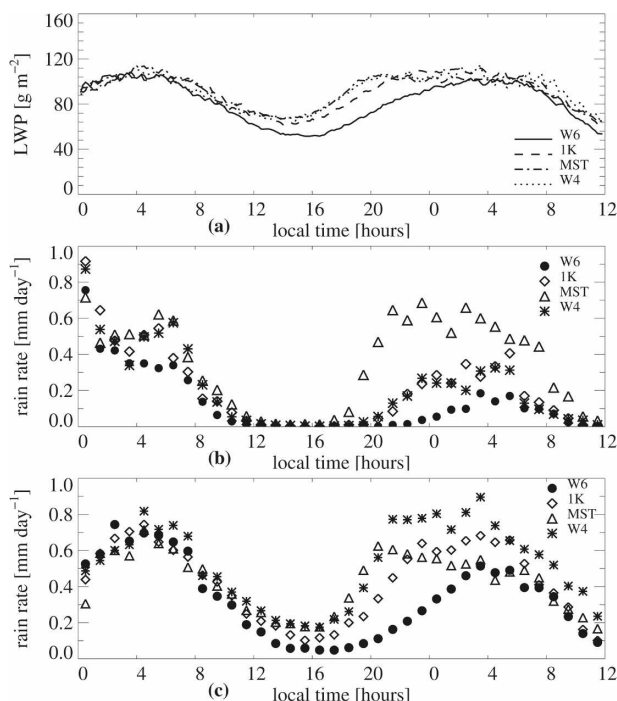 160
120
80
40
0
LWP [g m⁻²]
W6
1K
MST
W4
(a)
0 4 8 12 16 20 0 4 8 12
local time [hours]
1.0
0.8
0.6
0.4
0.2
0.0
rain rate [mm day⁻¹]
W6
1K
MST
W4
(b)
0 4 8 12 16 20 0 4 8 12
local time [hours]
1.0
0.8
0.6
0.4
0.2
0.0
rain rate [mm day⁻¹]
W6
1K
MST
W4
(c)
0 4 8 12 16 20 0 4 8 12
local time [hours]